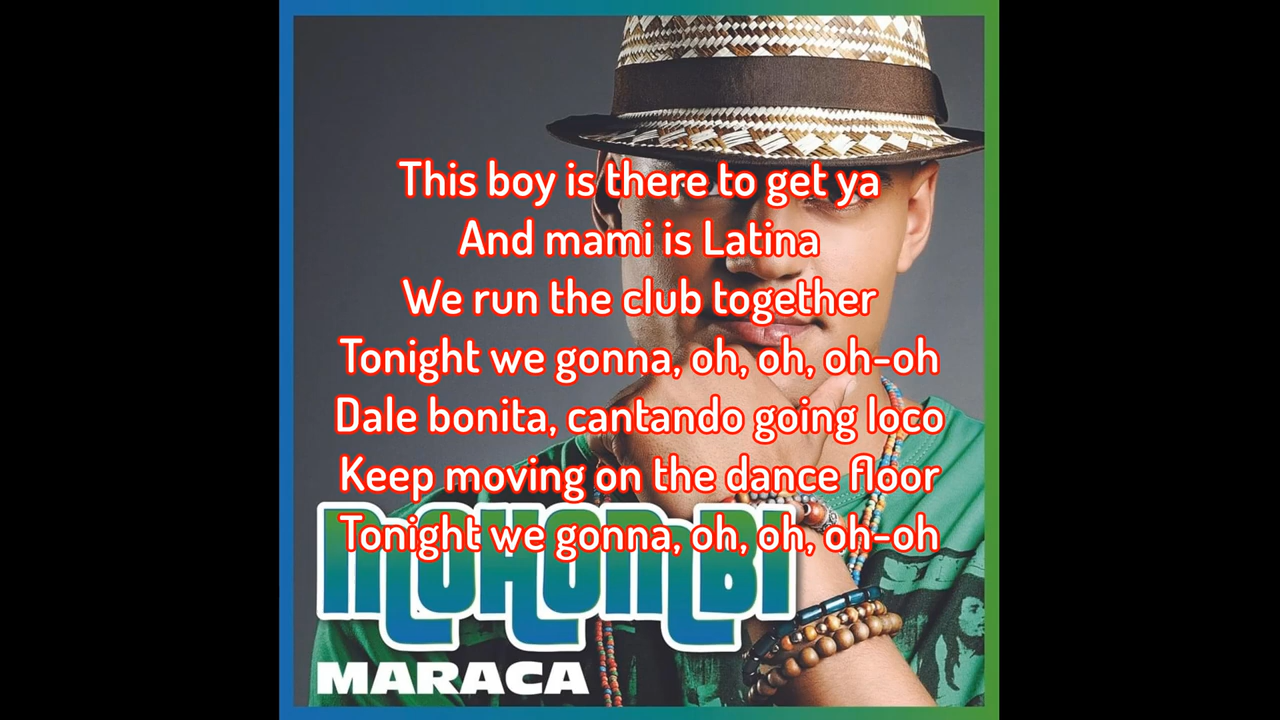 This boy is there to get ya
And mami is Latina
We run the club together
Tonight we gonna, oh, oh, oh-oh
Dale bonita, cantando going loco
Keep moving on the dance floor
Tonight we gonna, oh, oh, oh-oh
MOHOMBI
MARACA